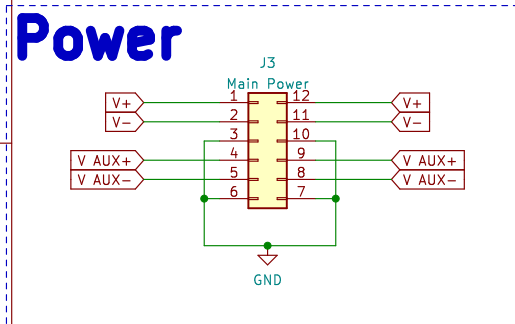 Power
J3
Main Power
V+ 1 12 V+
V- 2 11 V-
3 10
V AUX+ 4 9 V AUX+
V AUX- 5 8 V AUX-
6 7
GND